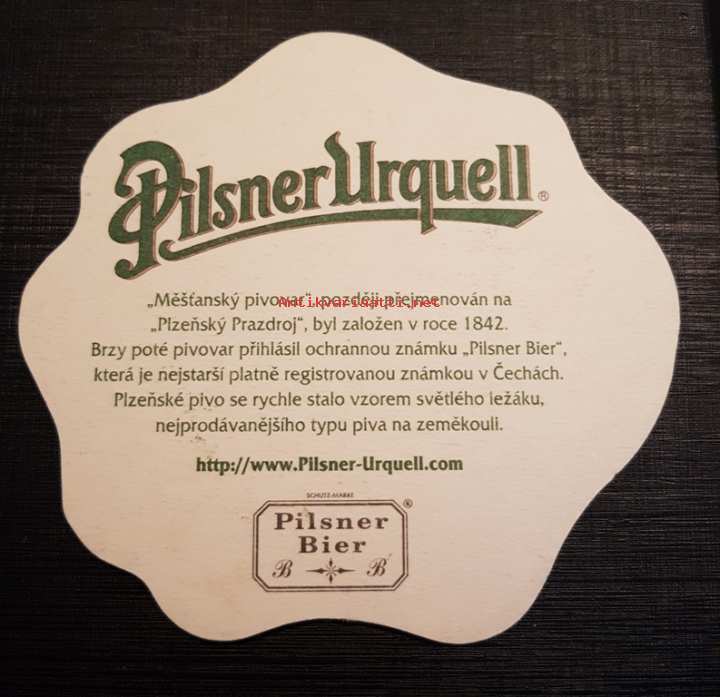 Pilsner Urquell®
„Měšťanský pivovar“, později přejmenován na
Antikvariaatti.net
„Plzeňský Prazdroj“, byl založen v roce 1842.
Brzy poté pivovar přihlásil ochrannou známku „Pilsner Bier“,
která je nejstarší platně registrovanou známkou v Čechách.
Plzeňské pivo se rychle stalo vzorem světlého ležáku,
nejprodávanějšího typu piva na zeměkouli.
http://www.Pilsner-Urquell.com
SCHUTZ-MARKE
Pilsner ®
Bier
B B